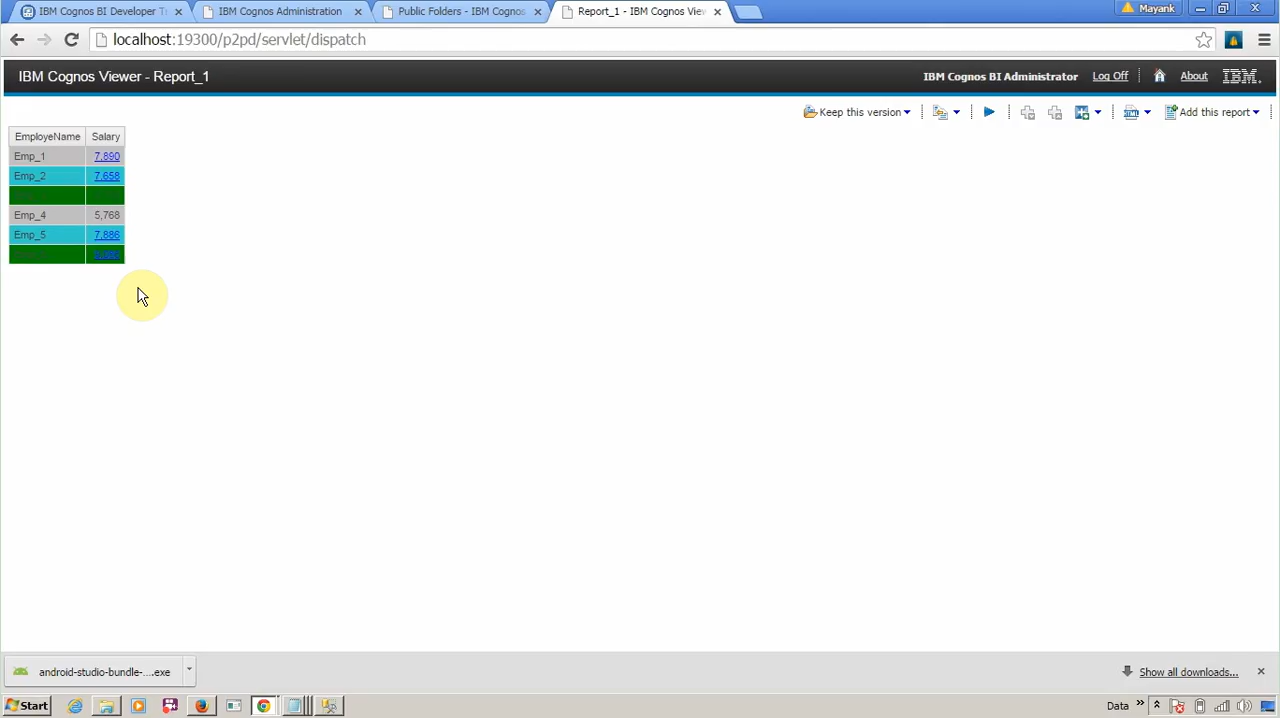 IBM Cognos BI Developer Tr
IBM Cognos Administration
Public Folders - IBM Cognos
Report_1 - IBM Cognos View
Mayank
localhost:19300/p2pd/servlet/dispatch
IBM Cognos Viewer - Report_1
IBM Cognos BI Administrator
Log Off
About
IBM.
Keep this version
Add this report
EmployeName Salary
Emp_1 7,890
Emp_2 7,658
Emp_4 5,768
Emp_5 7,886
android-studio-bundle-....exe
Show all downloads...
Start
Data